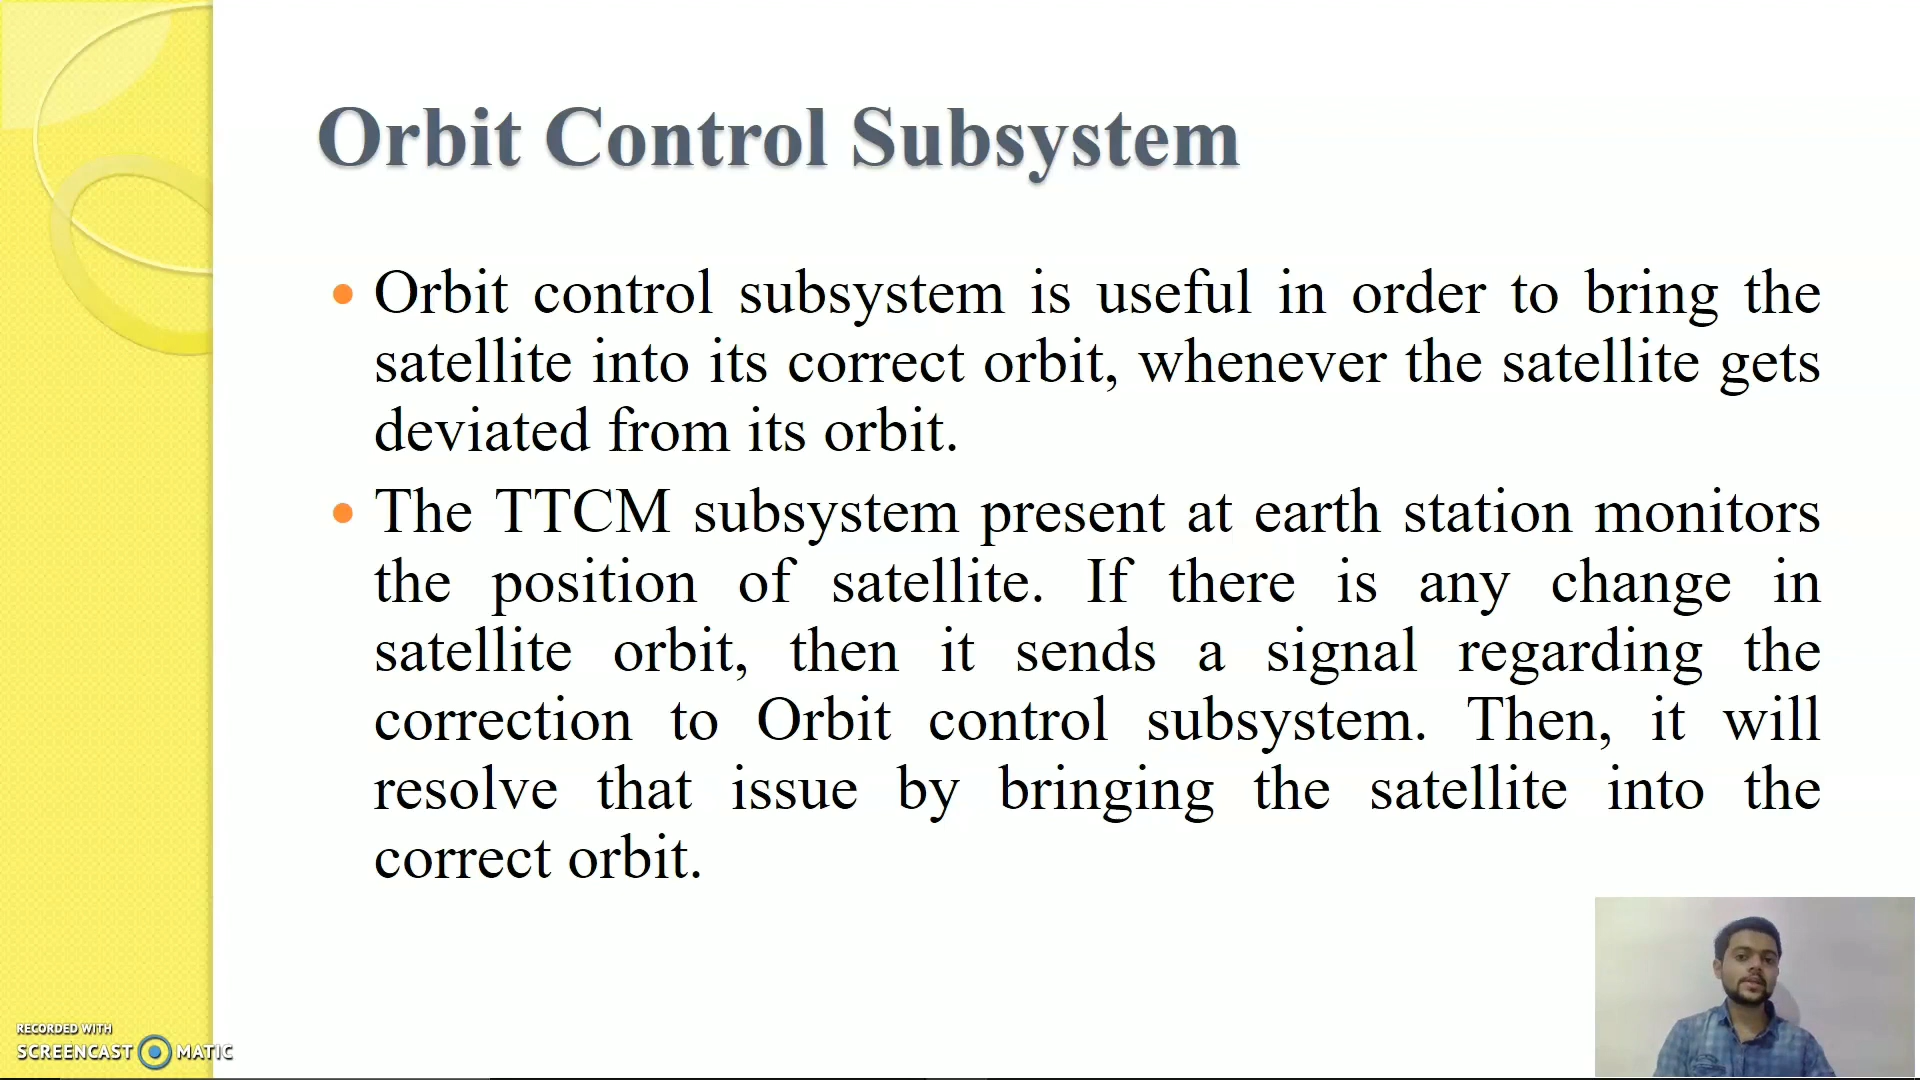 Orbit Control Subsystem
• Orbit control subsystem is useful in order to bring the
satellite into its correct orbit, whenever the satellite gets
deviated from its orbit.
• The TTCM subsystem present at earth station monitors
the position of satellite. If there is any change in
satellite orbit, then it sends a signal regarding the
correction to Orbit control subsystem. Then, it will
resolve that issue by bringing the satellite into the
correct orbit.
RECORDED WITH
SCREENCAST MATIC